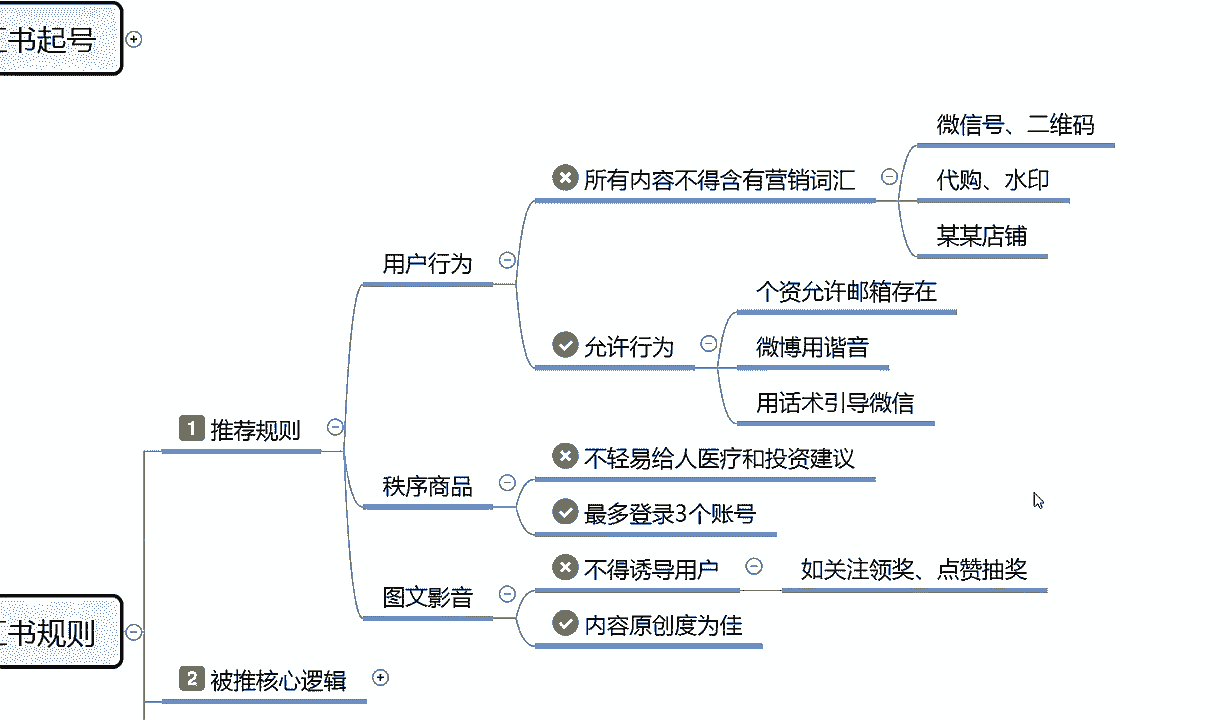 书起号
微信号、二维码
所有内容不得含有营销词汇
代购、水印
某某店铺
用户行为
个资允许邮箱存在
允许行为
微博用谐音
用话术引导微信
1 推荐规则
不轻易给人医疗和投资建议
秩序商品
最多登录3个账号
不得诱导用户
如关注领奖、点赞抽奖
图文影音
内容原创度为佳
书规则
2 被推核心逻辑